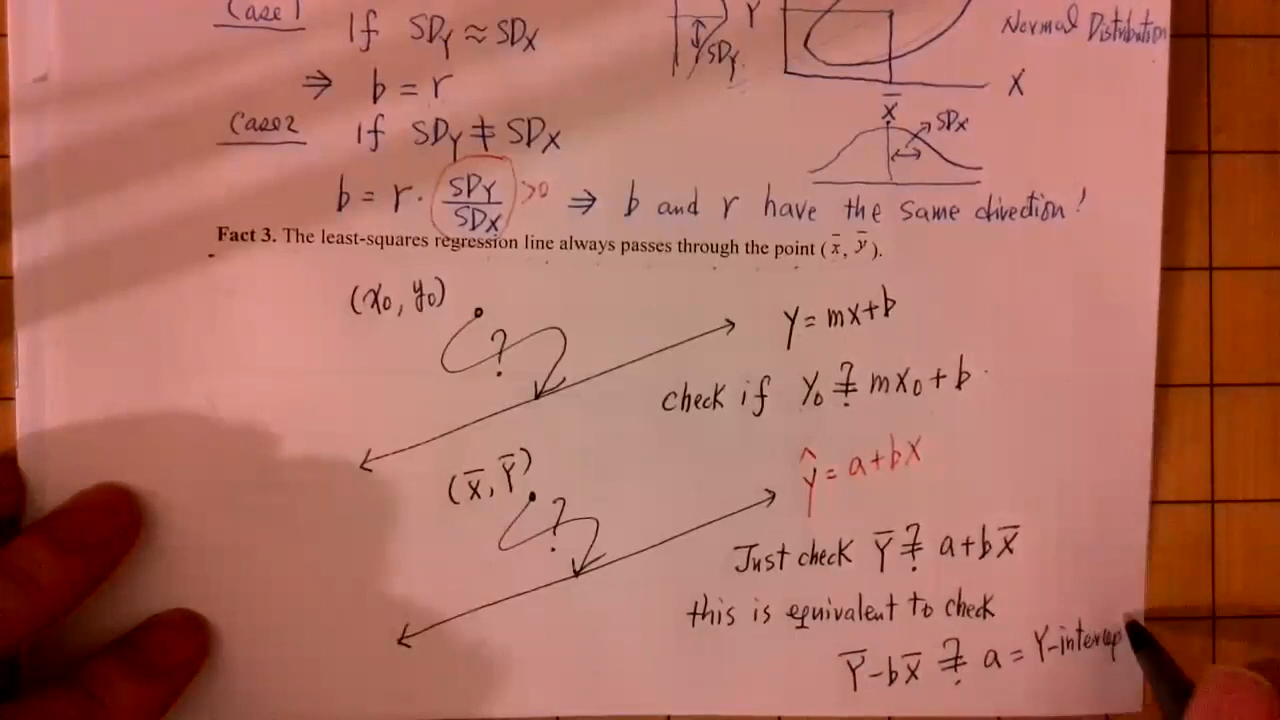 Case 1
If SDY ≈ SDX
⇒ b = r
Y
SDY
Normal Distribution
X
X̄
SDX
Case 2
If SDY ≠ SDX
b = r · SDY/SDX >0 ⇒ b and r have the same direction!
Fact 3. The least-squares regression line always passes through the point (x̄, ȳ).
(x0, y0)
?
Y = mx+b
check if Y0 ≟ mx0 + b
(X̄, Ȳ)
?
ŷ = a+bX
Just check Ȳ ≟ a+bX̄
this is equivalent to check
Ȳ-bX̄ ≟ a = Y-intercep